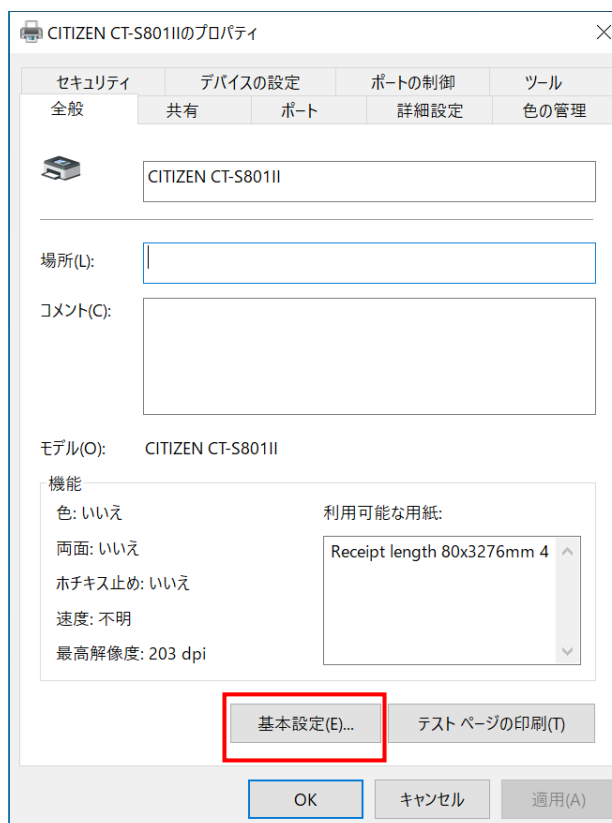 CITIZEN CT-S801IIのプロパティ
セキュリティ デバイスの設定 ポートの制御 ツール
全般 共有 ポート 詳細設定 色の管理
CITIZEN CT-S801II
場所(L):
コメント(C):
モデル(O): CITIZEN CT-S801II
機能
色: いいえ
両面: いいえ
ホチキス止め: いいえ
速度: 不明
最高解像度: 203 dpi
利用可能な用紙:
Receipt length 80x3276mm 4
基本設定(E)... テスト ページの印刷(T)
OK キャンセル 適用(A)